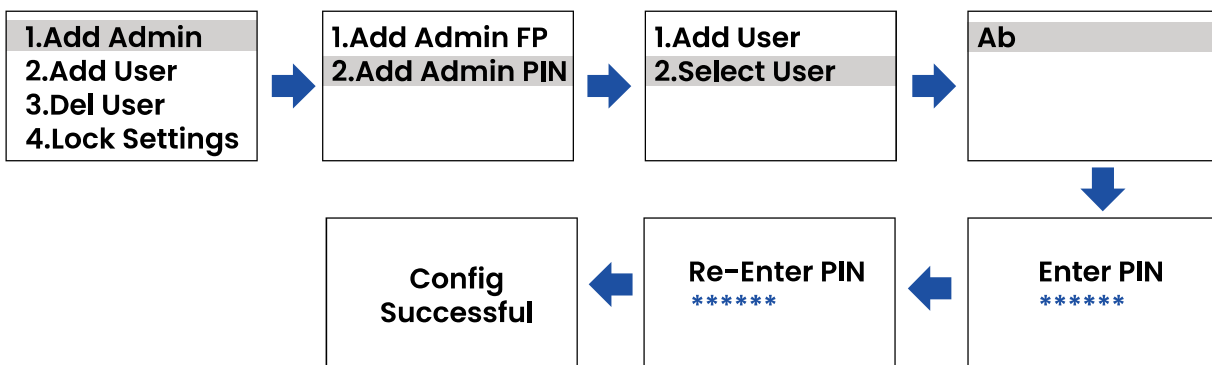 1.Add Admin
2.Add User
3.Del User
4.Lock Settings
1.Add Admin FP
2.Add Admin PIN
1.Add User
2.Select User
Ab
Enter PIN
******
Re-Enter PIN
******
Config
Successful